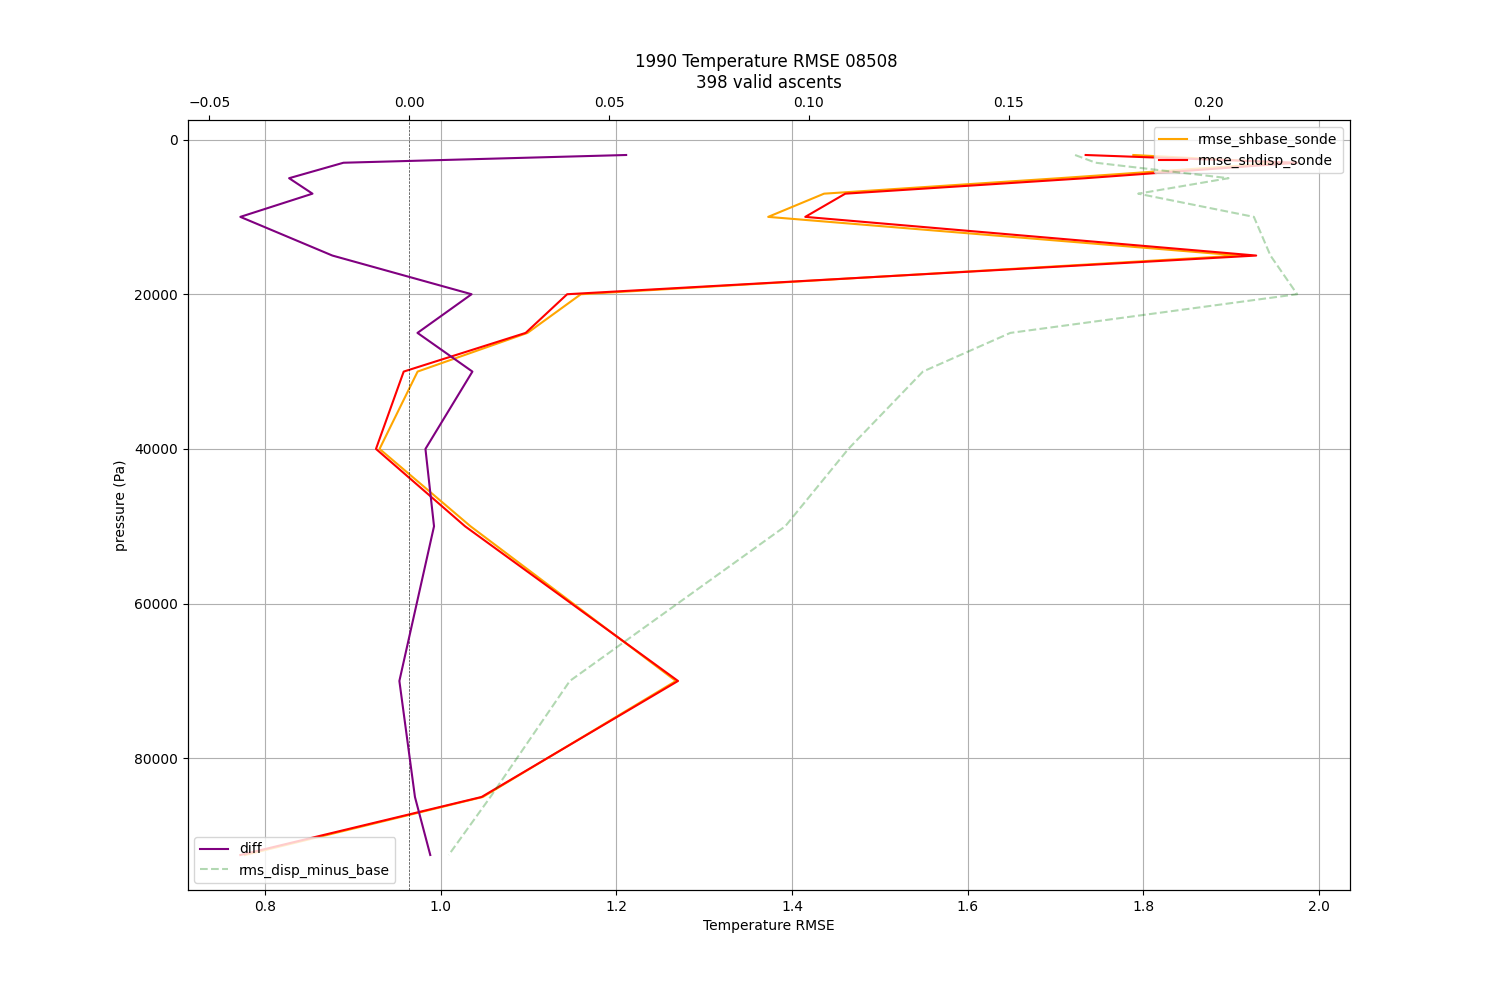 1990 Temperature RMSE 08508
398 valid ascents
−0.05 0.00 0.05 0.10 0.15 0.20
rmse_shbase_sonde
rmse_shdisp_sonde
0
20000
40000
60000
80000
pressure (Pa)
diff
rms_disp_minus_base
0.8 1.0 1.2 1.4 1.6 1.8 2.0
Temperature RMSE